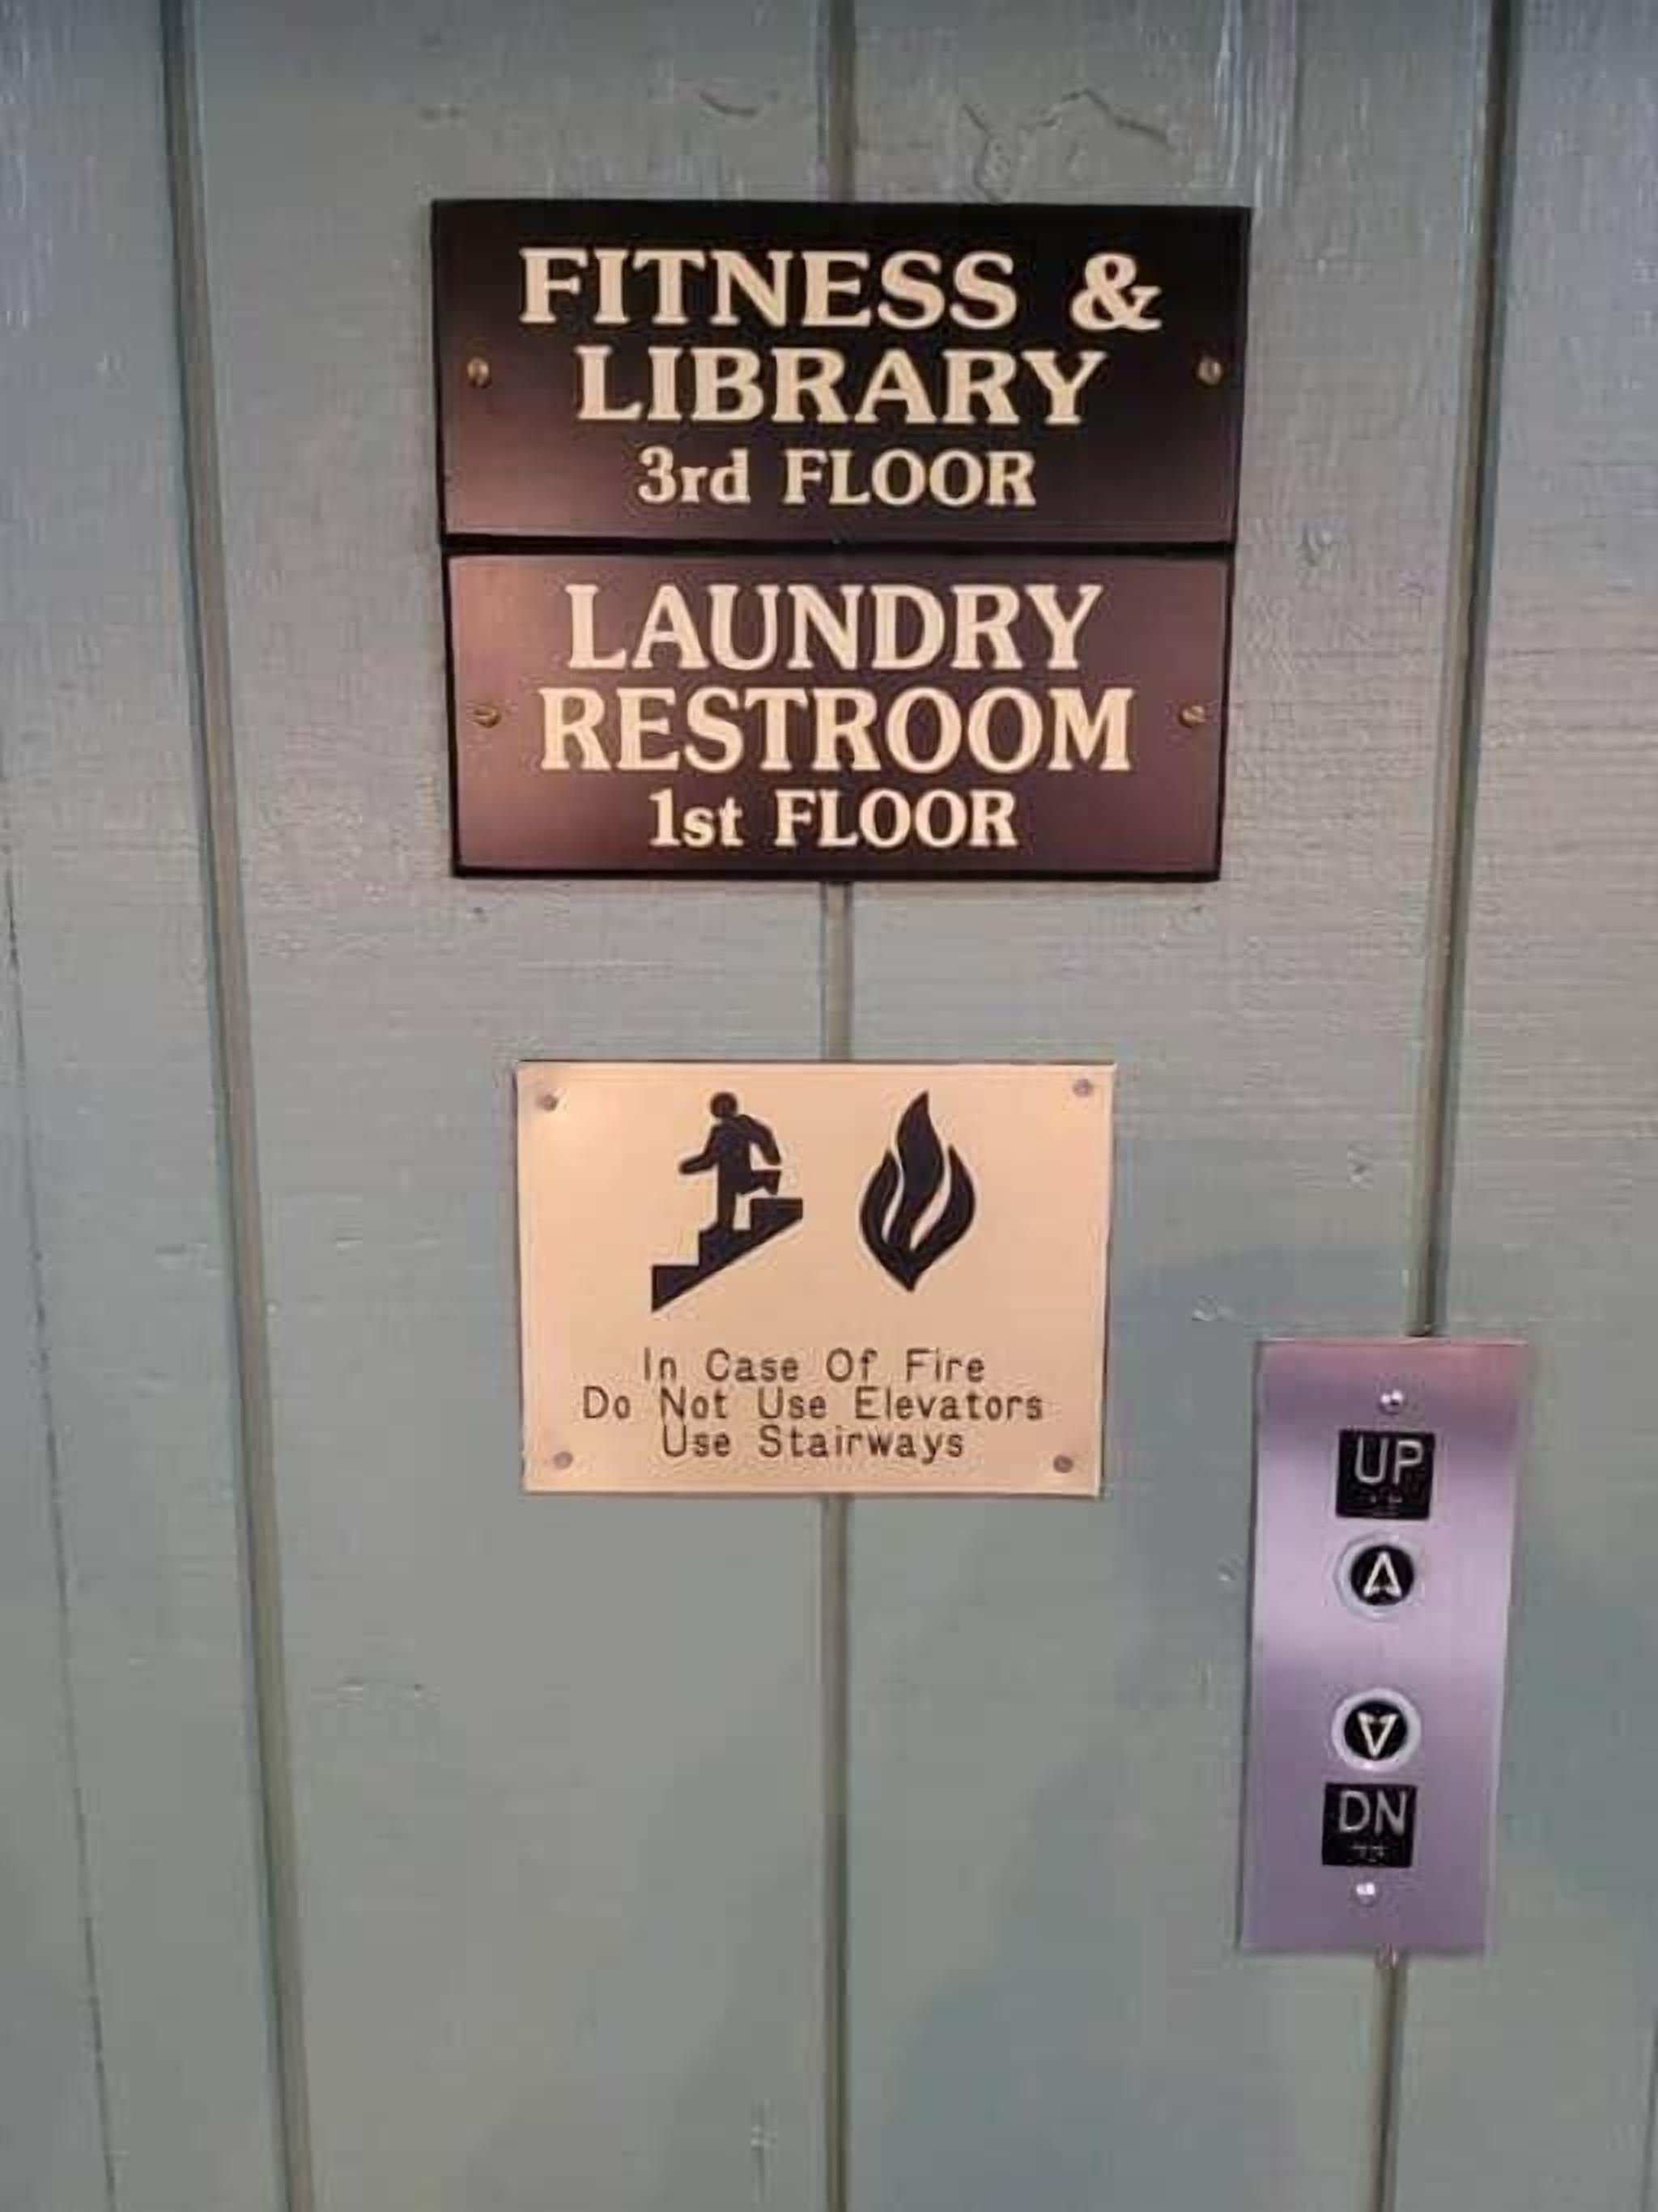 FITNESS &
LIBRARY
3rd FLOOR
LAUNDRY
RESTROOM
1st FLOOR
In Case Of Fire
Do Not Use Elevators
Use Stairways
UP
DN